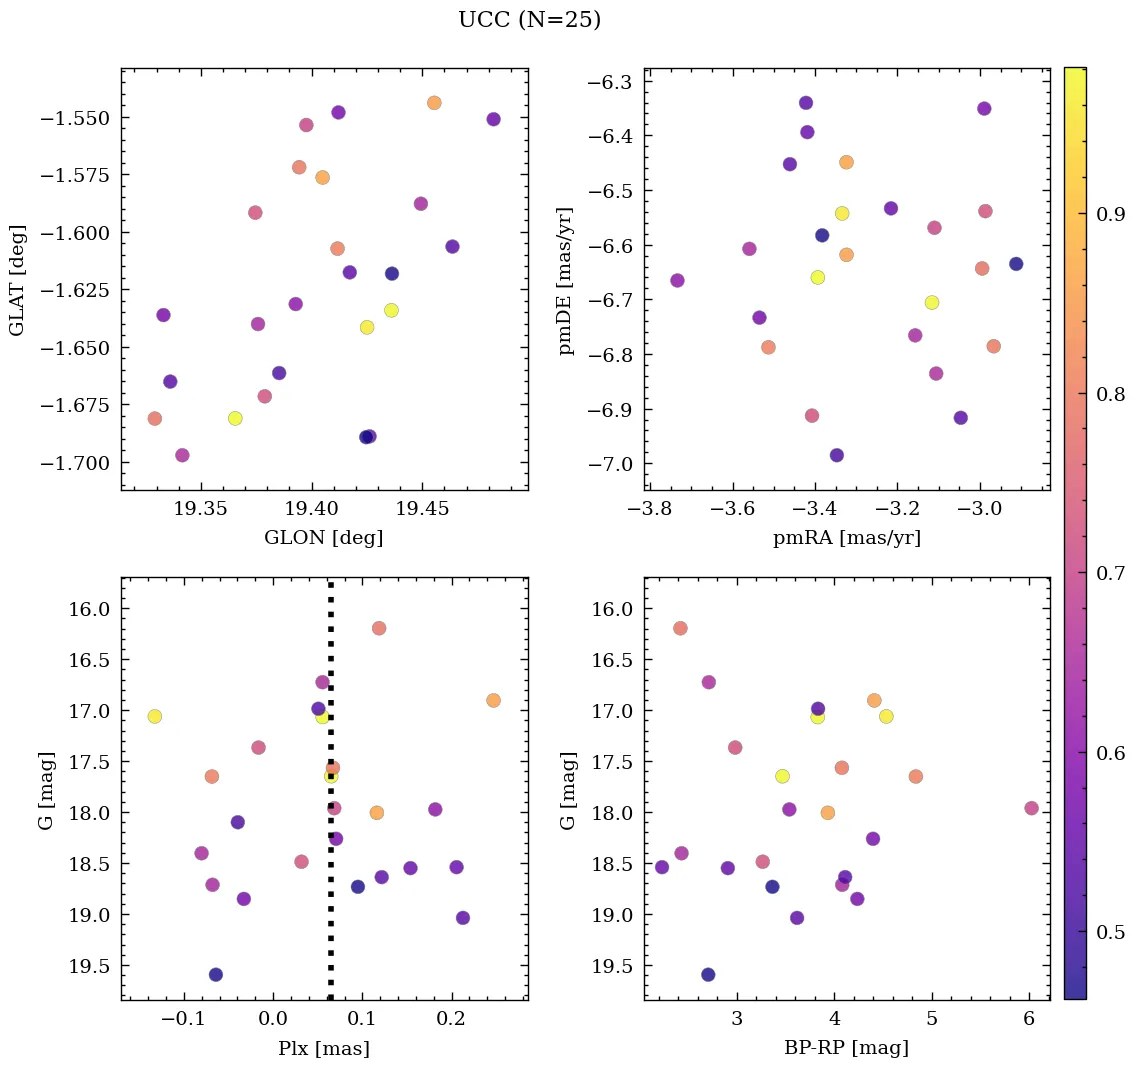 UCC (N=25)
−1.550
−1.575
−1.600
−1.625
−1.650
−1.675
−1.700
GLAT [deg]
19.35 19.40 19.45
GLON [deg]
−6.3
−6.4
−6.5
−6.6
−6.7
−6.8
−6.9
−7.0
pmDE [mas/yr]
−3.8 −3.6 −3.4 −3.2 −3.0
pmRA [mas/yr]
16.0
16.5
17.0
17.5
18.0
18.5
19.0
19.5
G [mag]
−0.1 0.0 0.1 0.2
Plx [mas]
16.0
16.5
17.0
17.5
18.0
18.5
19.0
19.5
G [mag]
3 4 5 6
BP-RP [mag]
0.9
0.8
0.7
0.6
0.5